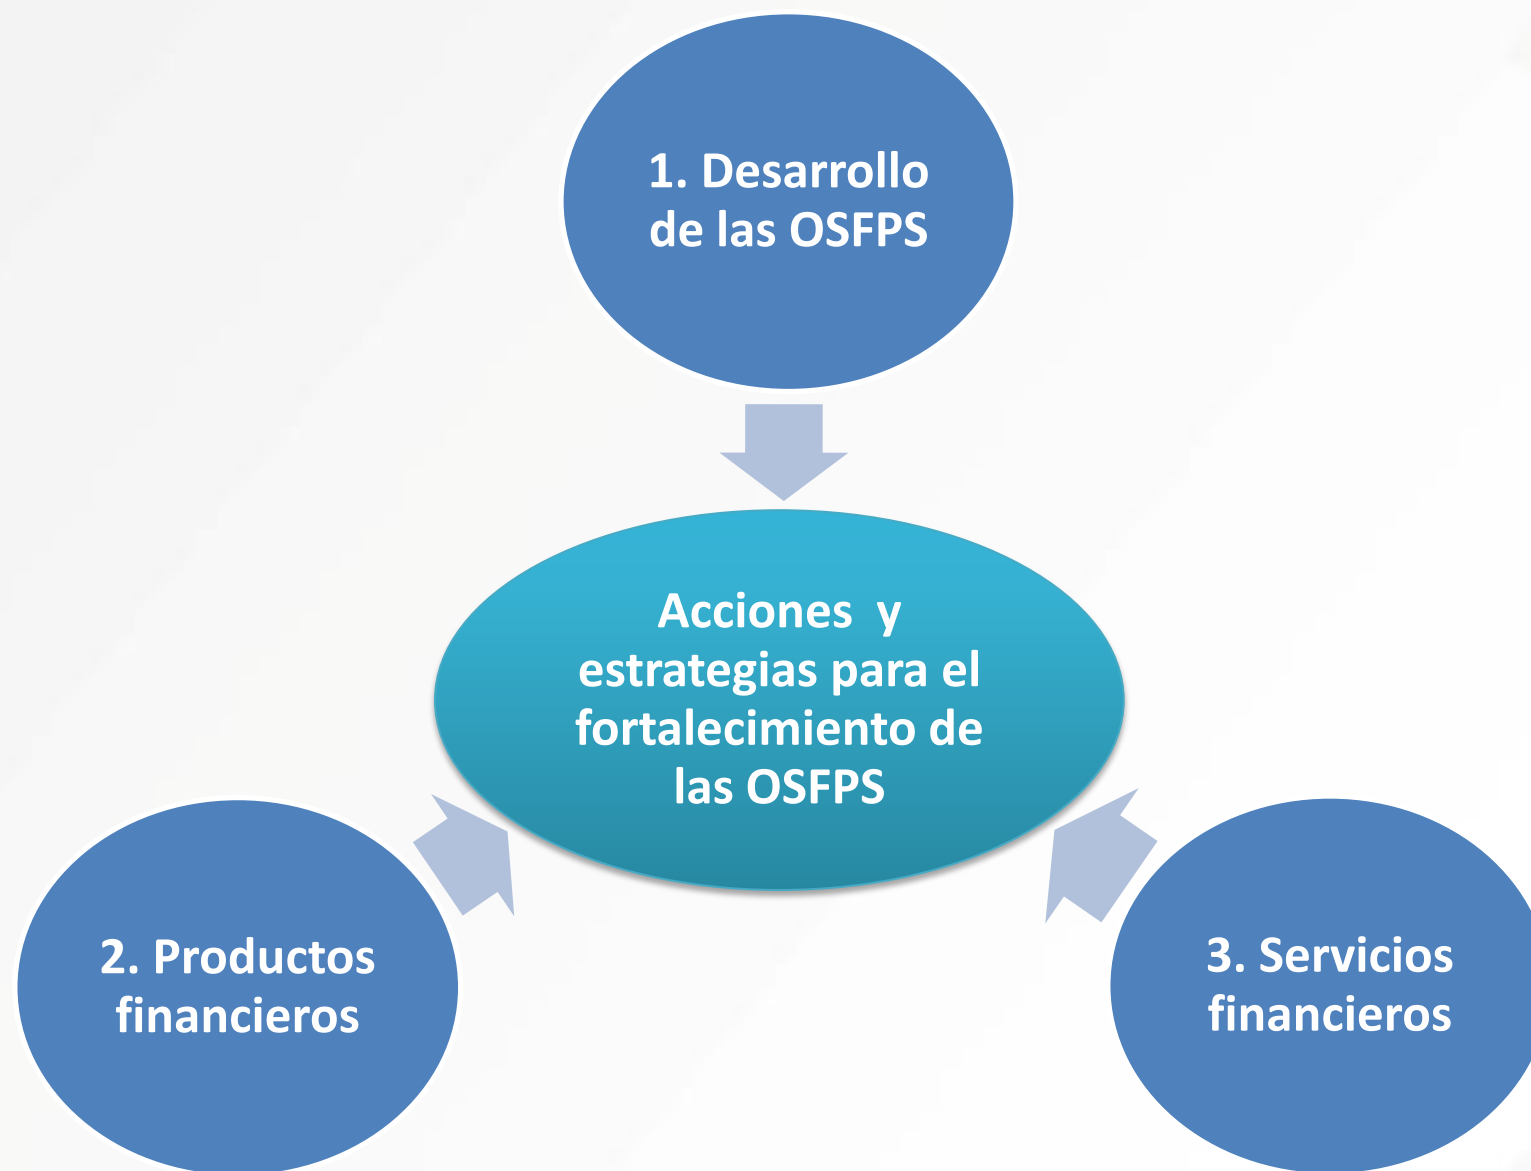 1. Desarrollo
de las OSFPS
Acciones  y
estrategias para el
fortalecimiento de
las OSFPS
2. Productos
financieros
3. Servicios
financieros